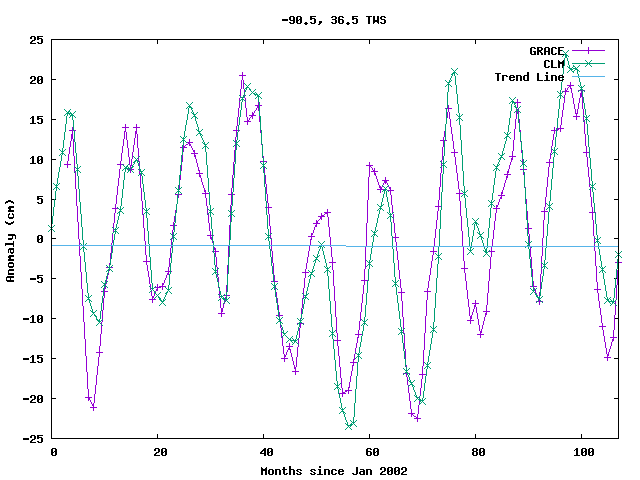 -90.5, 36.5 TWS
GRACE
CLM
Trend Line
25
20
15
10
5
0
-5
-10
-15
-20
-25
Anomaly (cm)
0 20 40 60 80 100
Months since Jan 2002